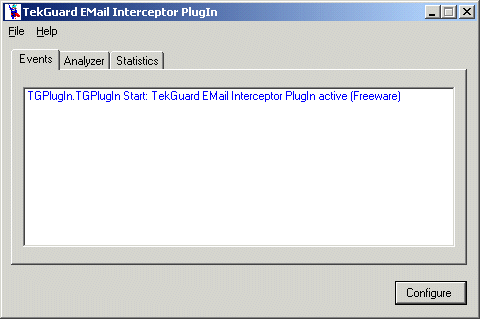 TekGuard EMail Interceptor PlugIn
File Help
Events Analyzer Statistics
TGPlugIn.TGPlugIn Start: TekGuard EMail Interceptor PlugIn active (Freeware)
Configure